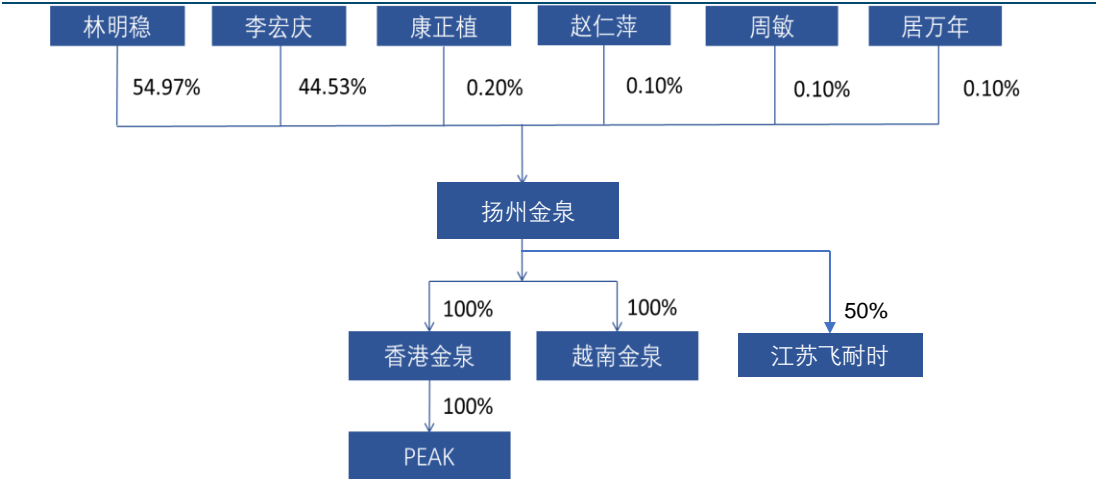 林明稳 李宏庆 康正植 赵仁萍 周敏 居万年
54.97% 44.53% 0.20% 0.10% 0.10% 0.10%
扬州金泉
100% 100% 50%
香港金泉 越南金泉 江苏飞耐时
100%
PEAK